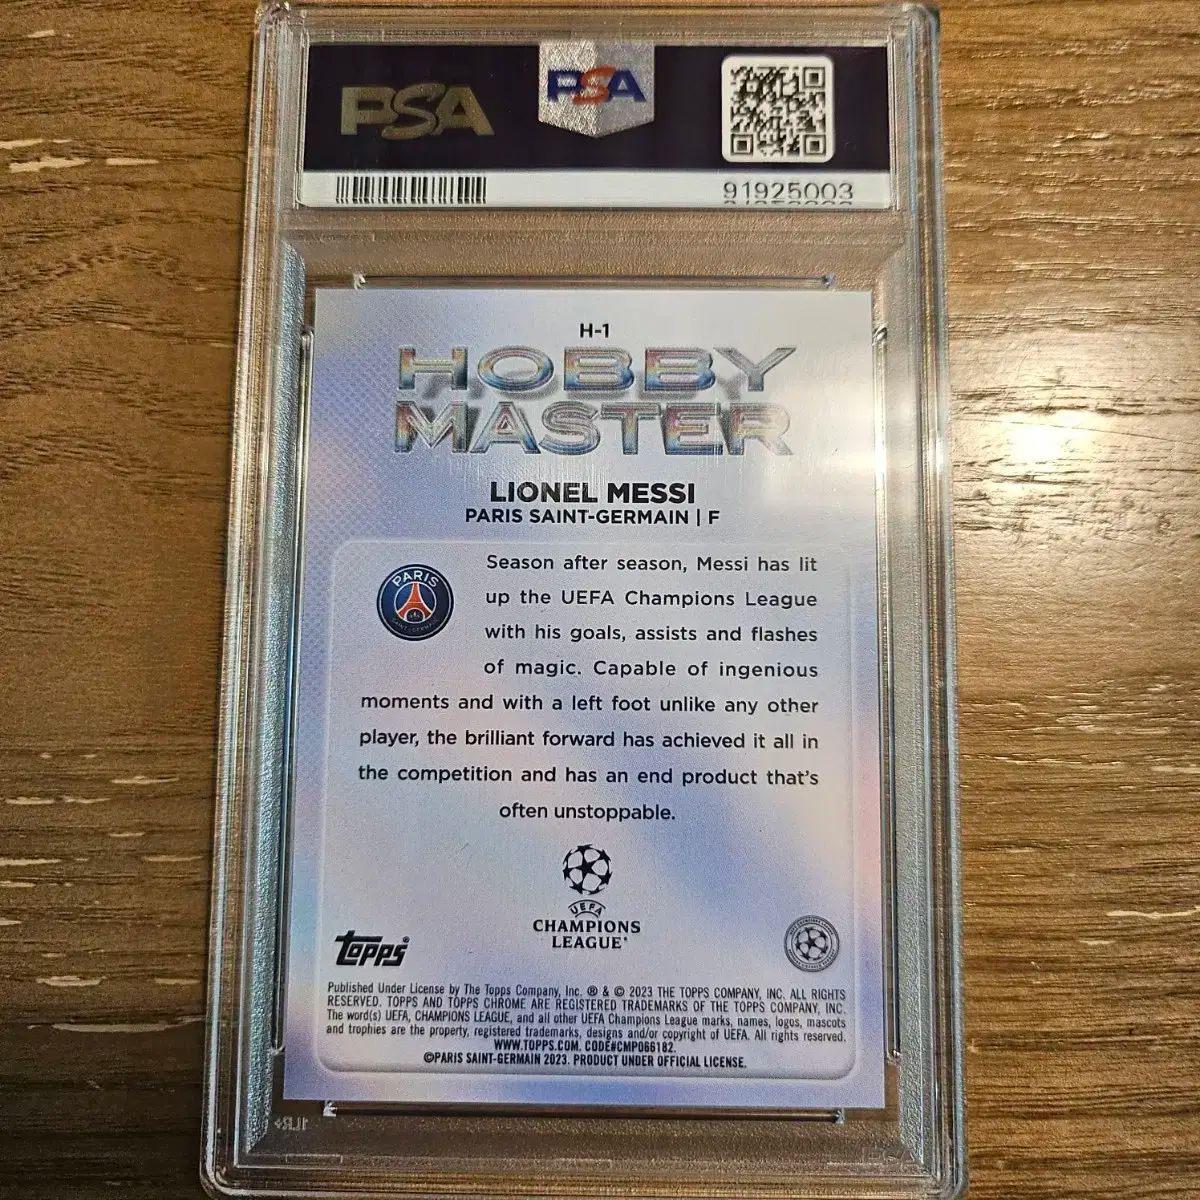 PSA
PSA
91925003
H-1
HOBBY
MASTER
LIONEL MESSI
PARIS SAINT-GERMAIN | F
PARIS
SAINT-GERMAIN
Season after season, Messi has lit
up the UEFA Champions League
with his goals, assists and flashes
of magic. Capable of ingenious
moments and with a left foot unlike any other
player, the brilliant forward has achieved it all in
the competition and has an end product that's
often unstoppable.
UEFA
CHAMPIONS
LEAGUE®
topps®
Published Under License by The Topps Company, Inc. ® & © 2023 THE TOPPS COMPANY, INC. ALL RIGHTS
RESERVED. TOPPS AND TOPPS CHROME ARE REGISTERED TRADEMARKS OF THE TOPPS COMPANY, INC.
The word(s) UEFA, CHAMPIONS LEAGUE, and all other UEFA Champions League marks, names, logos, mascots
and trophies are the property, registered trademarks, designs and/or copyright of UEFA. All rights reserved.
WWW.TOPPS.COM. CODE#CMP066182.
©PARIS SAINT-GERMAIN 2023. PRODUCT UNDER OFFICIAL LICENSE.